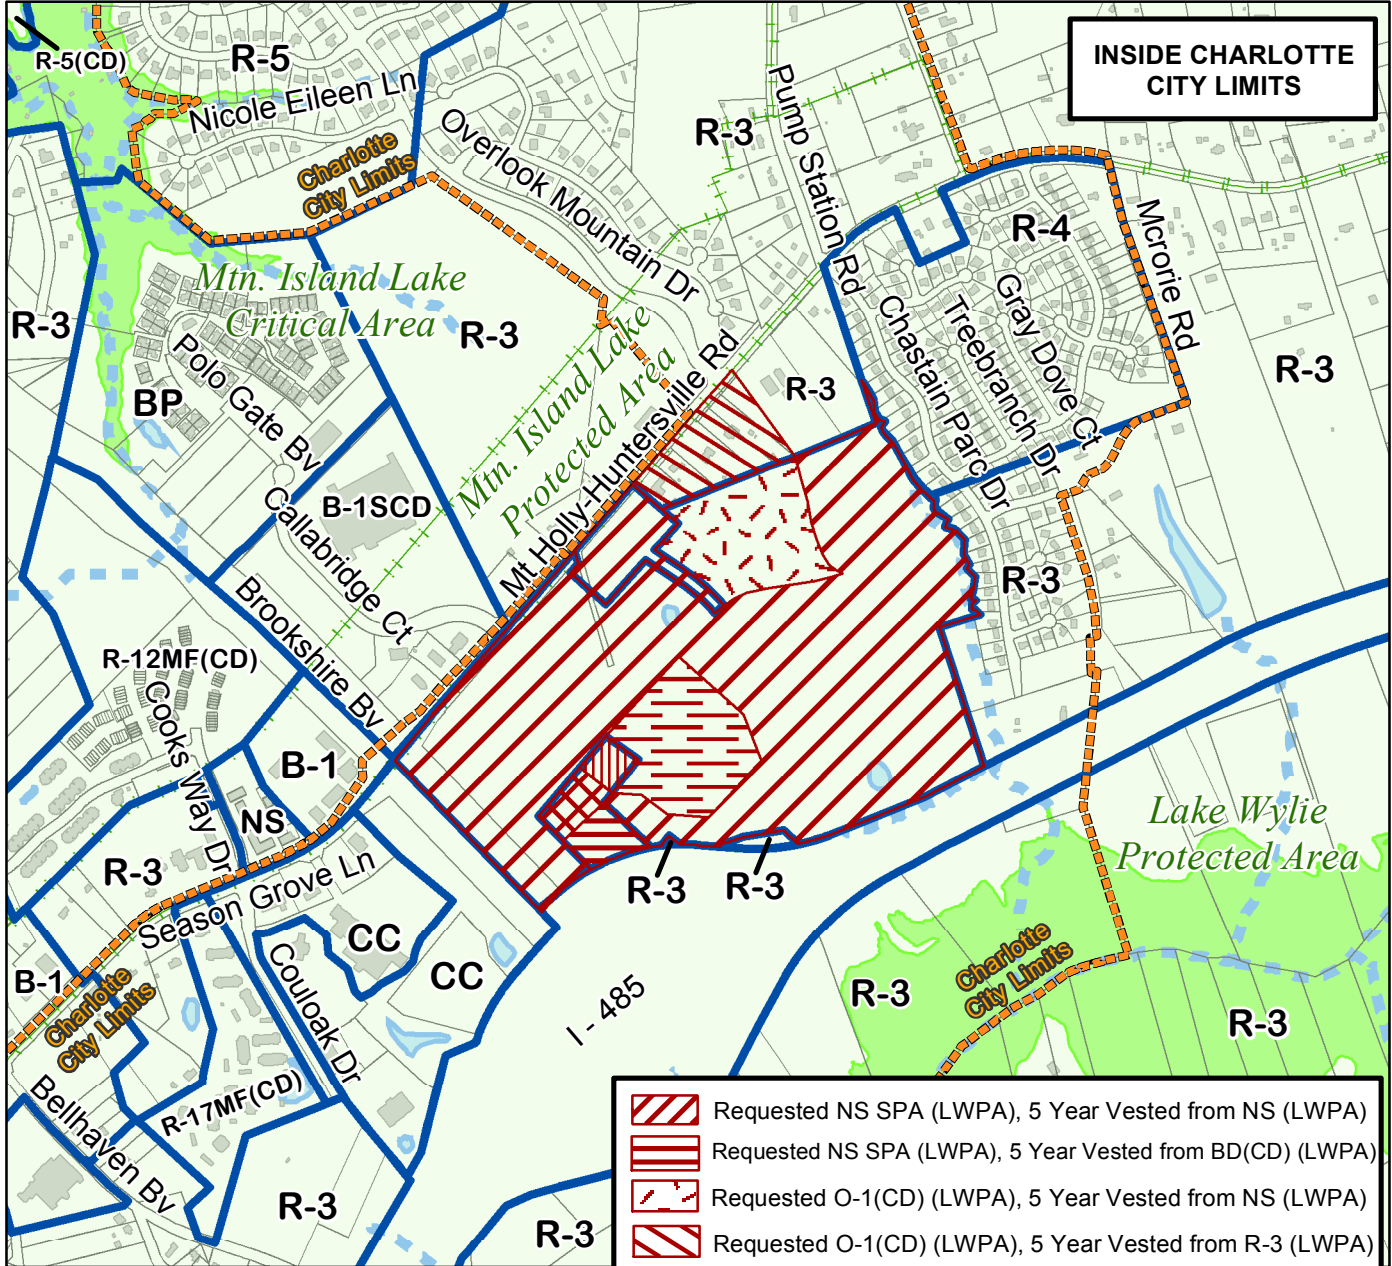 INSIDE CHARLOTTE
CITY LIMITS
R-5(CD)
R-5
Nicole Eileen Ln
Charlotte
City Limits
Overlook Mountain Dr
R-3
Pump Station Rd
R-4
Mcrorie Rd
Mtn. Island Lake
Critical Area
R-3
R-3
Mtn. Island Lake
Protected Area
Mt Holly-Huntersville Rd
R-3
Chastain Parc Dr
Treebranch Dr
Gray Dove Ct
R-3
BP
Polo Gate Bv
Callabridge Ct
B-1SCD
Brookshire Bv
R-3
R-12MF(CD)
Cooks Way Dr
B-1
NS
R-3
Season Grove Ln
R-3
R-3
Lake Wylie
Protected Area
CC
CC
B-1
Charlotte
City Limits
Couloak Dr
I - 485
R-3
Charlotte
City Limits
R-3
Bellhaven Bv
R-17MF(CD)
R-3
R-3
Requested NS SPA (LWPA), 5 Year Vested from NS (LWPA)
Requested NS SPA (LWPA), 5 Year Vested from BD(CD) (LWPA)
Requested O-1(CD) (LWPA), 5 Year Vested from NS (LWPA)
Requested O-1(CD) (LWPA), 5 Year Vested from R-3 (LWPA)